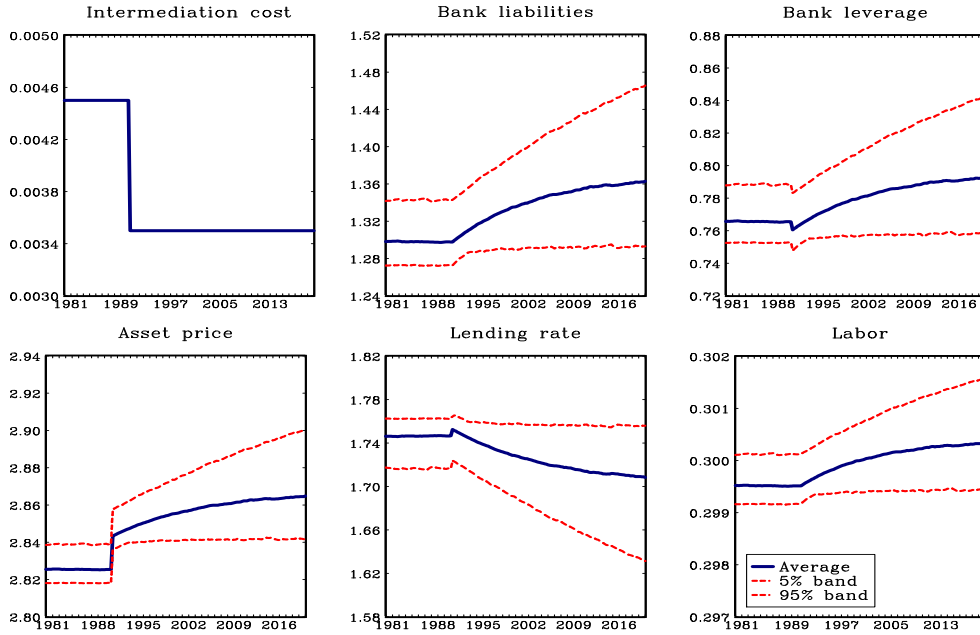 Intermediation cost
Bank liabilities
Bank leverage
0.0050
0.0046
0.0042
0.0038
0.0034
0.0030
1981 1989 1997 2005 2013
1.52
1.48
1.44
1.40
1.36
1.32
1.28
1.24
1981 1988 1995 2002 2009 2016
0.88
0.86
0.84
0.82
0.80
0.78
0.76
0.74
0.72
1981 1988 1995 2002 2009 2016
Asset price
Lending rate
Labor
2.94
2.92
2.90
2.88
2.86
2.84
2.82
2.80
1981 1988 1995 2002 2009 2016
1.82
1.78
1.74
1.70
1.66
1.62
1.58
1981 1988 1995 2002 2009 2016
0.302
0.301
0.300
0.299
0.298
0.297
1981 1989 1997 2005 2013
Average
5% band
95% band